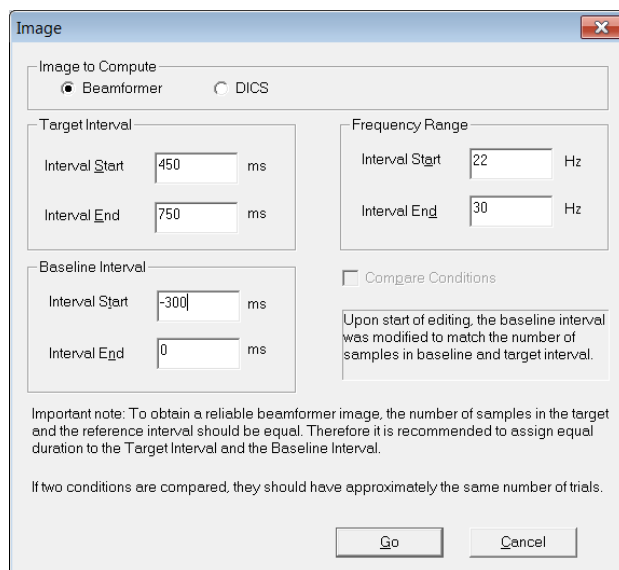 Image
Image to Compute
Beamformer
DICS
Target Interval
Interval Start 450 ms
Interval End 750 ms
Frequency Range
Interval Start 22 Hz
Interval End 30 Hz
Baseline Interval
Interval Start -300 ms
Interval End 0 ms
Compare Conditions
Upon start of editing, the baseline interval
was modified to match the number of
samples in baseline and target interval.
Important note: To obtain a reliable beamformer image, the number of samples in the target
and the reference interval should be equal. Therefore it is recommended to assign equal
duration to the Target Interval and the Baseline Interval.
If two conditions are compared, they should have approximately the same number of trials.
Go
Cancel